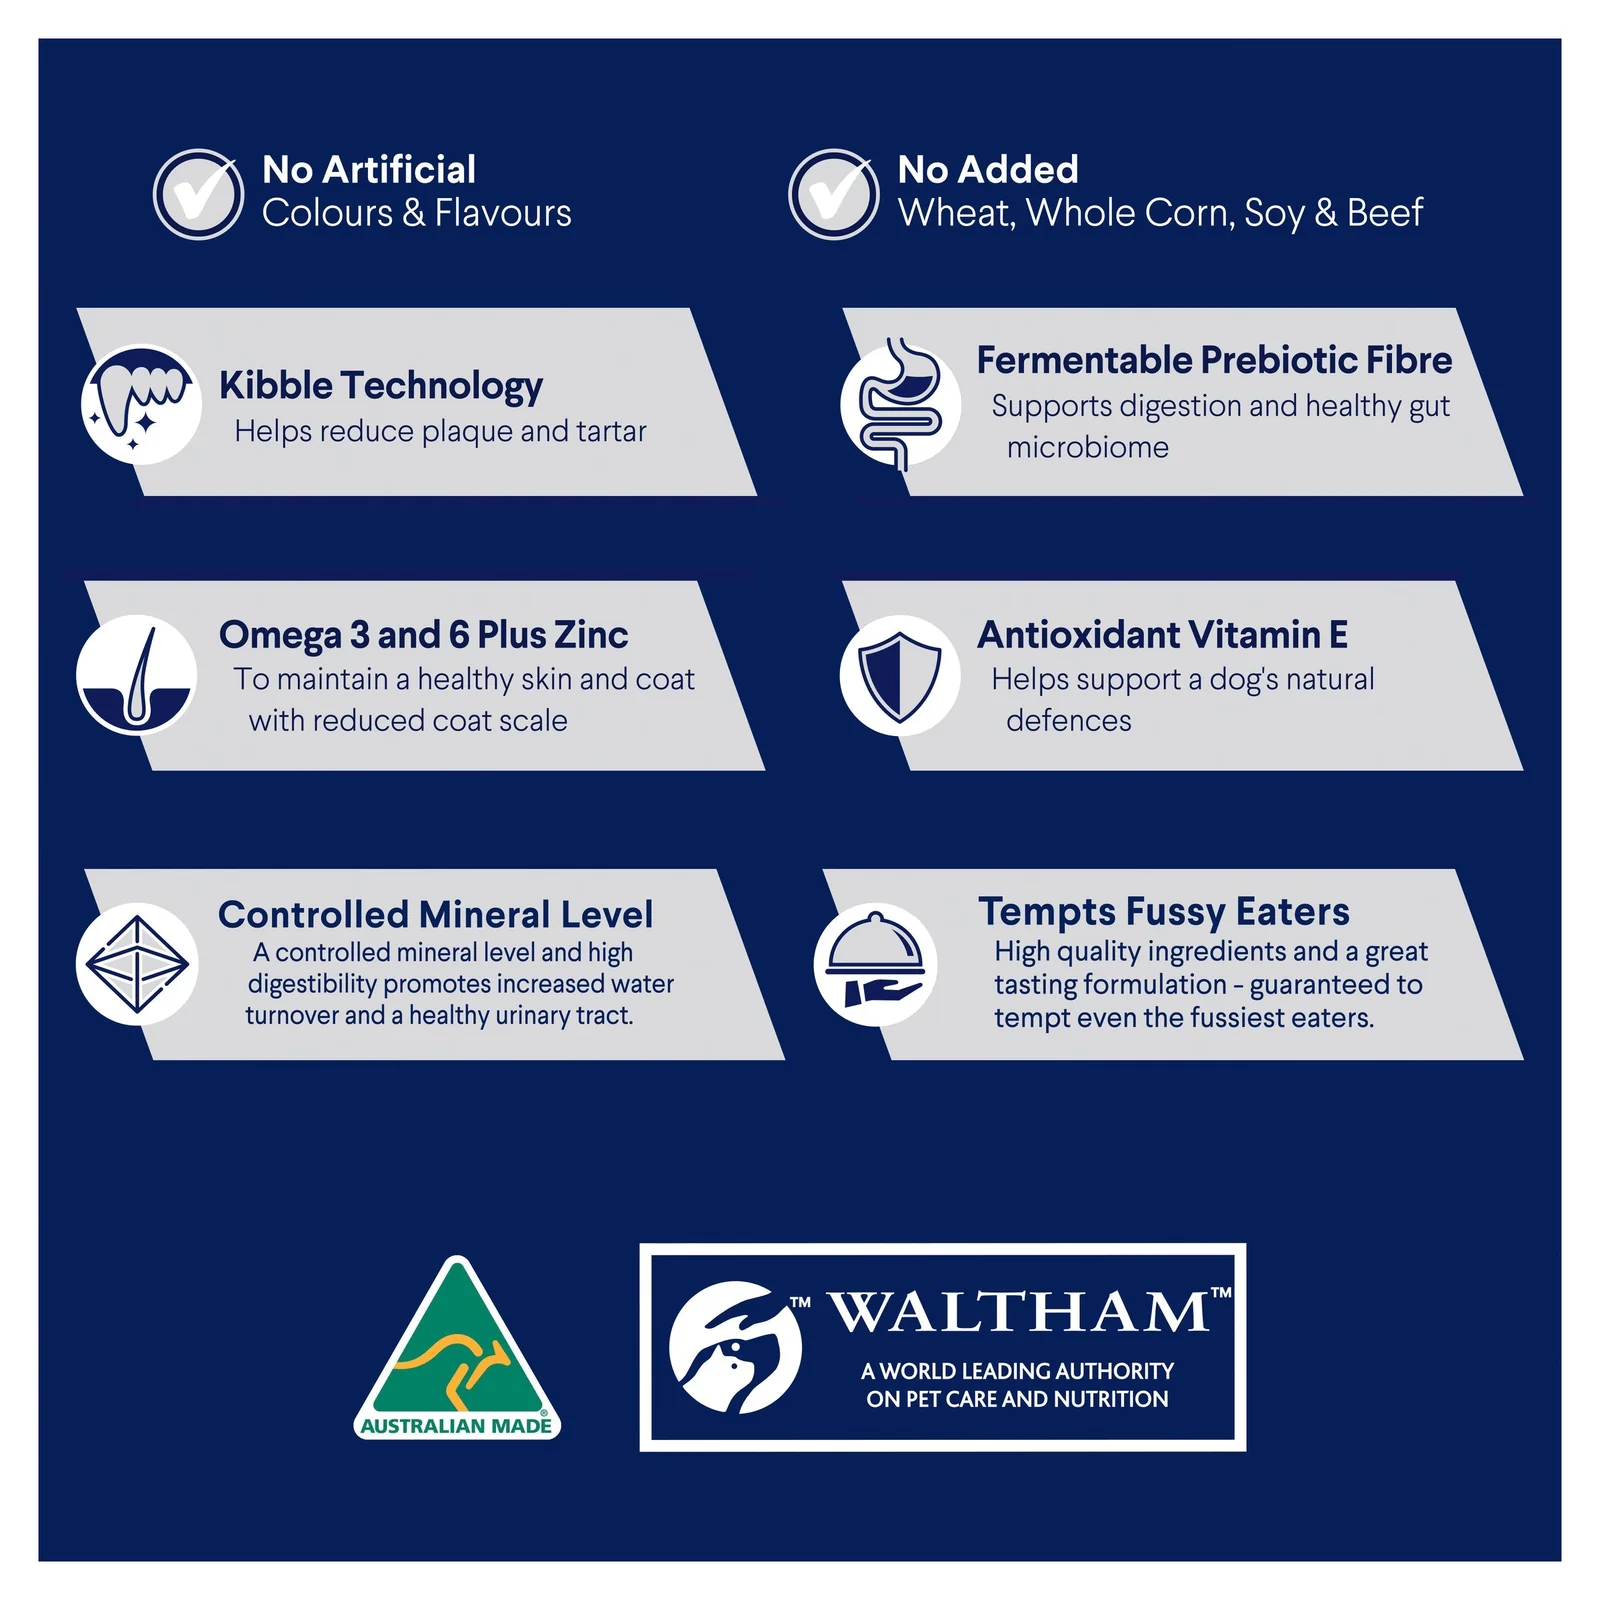 No Artificial
Colours & Flavours
No Added
Wheat, Whole Corn, Soy & Beef
Kibble Technology
Helps reduce plaque and tartar
Fermentable Prebiotic Fibre
Supports digestion and healthy gut
microbiome
Omega 3 and 6 Plus Zinc
To maintain a healthy skin and coat
with reduced coat scale
Antioxidant Vitamin E
Helps support a dog's natural
defences
Controlled Mineral Level
A controlled mineral level and high
digestibility promotes increased water
turnover and a healthy urinary tract.
Tempts Fussy Eaters
High quality ingredients and a great
tasting formulation - guaranteed to
tempt even the fussiest eaters.
AUSTRALIAN MADE®
™ WALTHAM™
A WORLD LEADING AUTHORITY
ON PET CARE AND NUTRITION